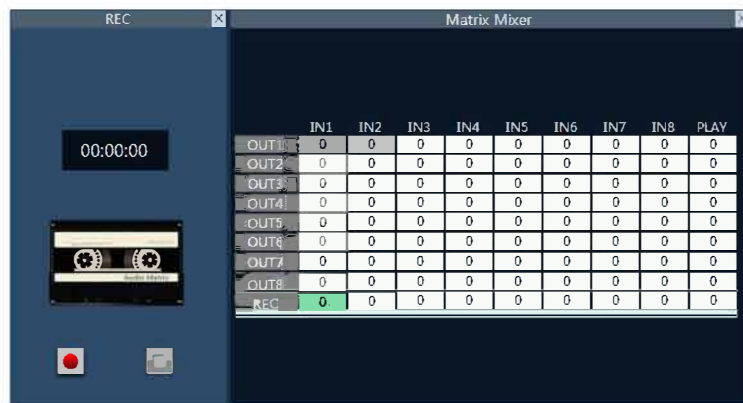 REC
Matrix Mixer
00:00:00
Audio Matrix
IN1 IN2 IN3 IN4 IN5 IN6 IN7 IN8 PLAY
OUT1 0 0 0 0 0 0 0 0 0
OUT2 0 0 0 0 0 0 0 0 0
OUT3 0 0 0 0 0 0 0 0 0
OUT4 0 0 0 0 0 0 0 0 0
OUT5 0 0 0 0 0 0 0 0 0
OUT6 0 0 0 0 0 0 0 0 0
OUT7 0 0 0 0 0 0 0 0 0
OUT8 0 0 0 0 0 0 0 0 0
REC 0 0 0 0 0 0 0 0 0